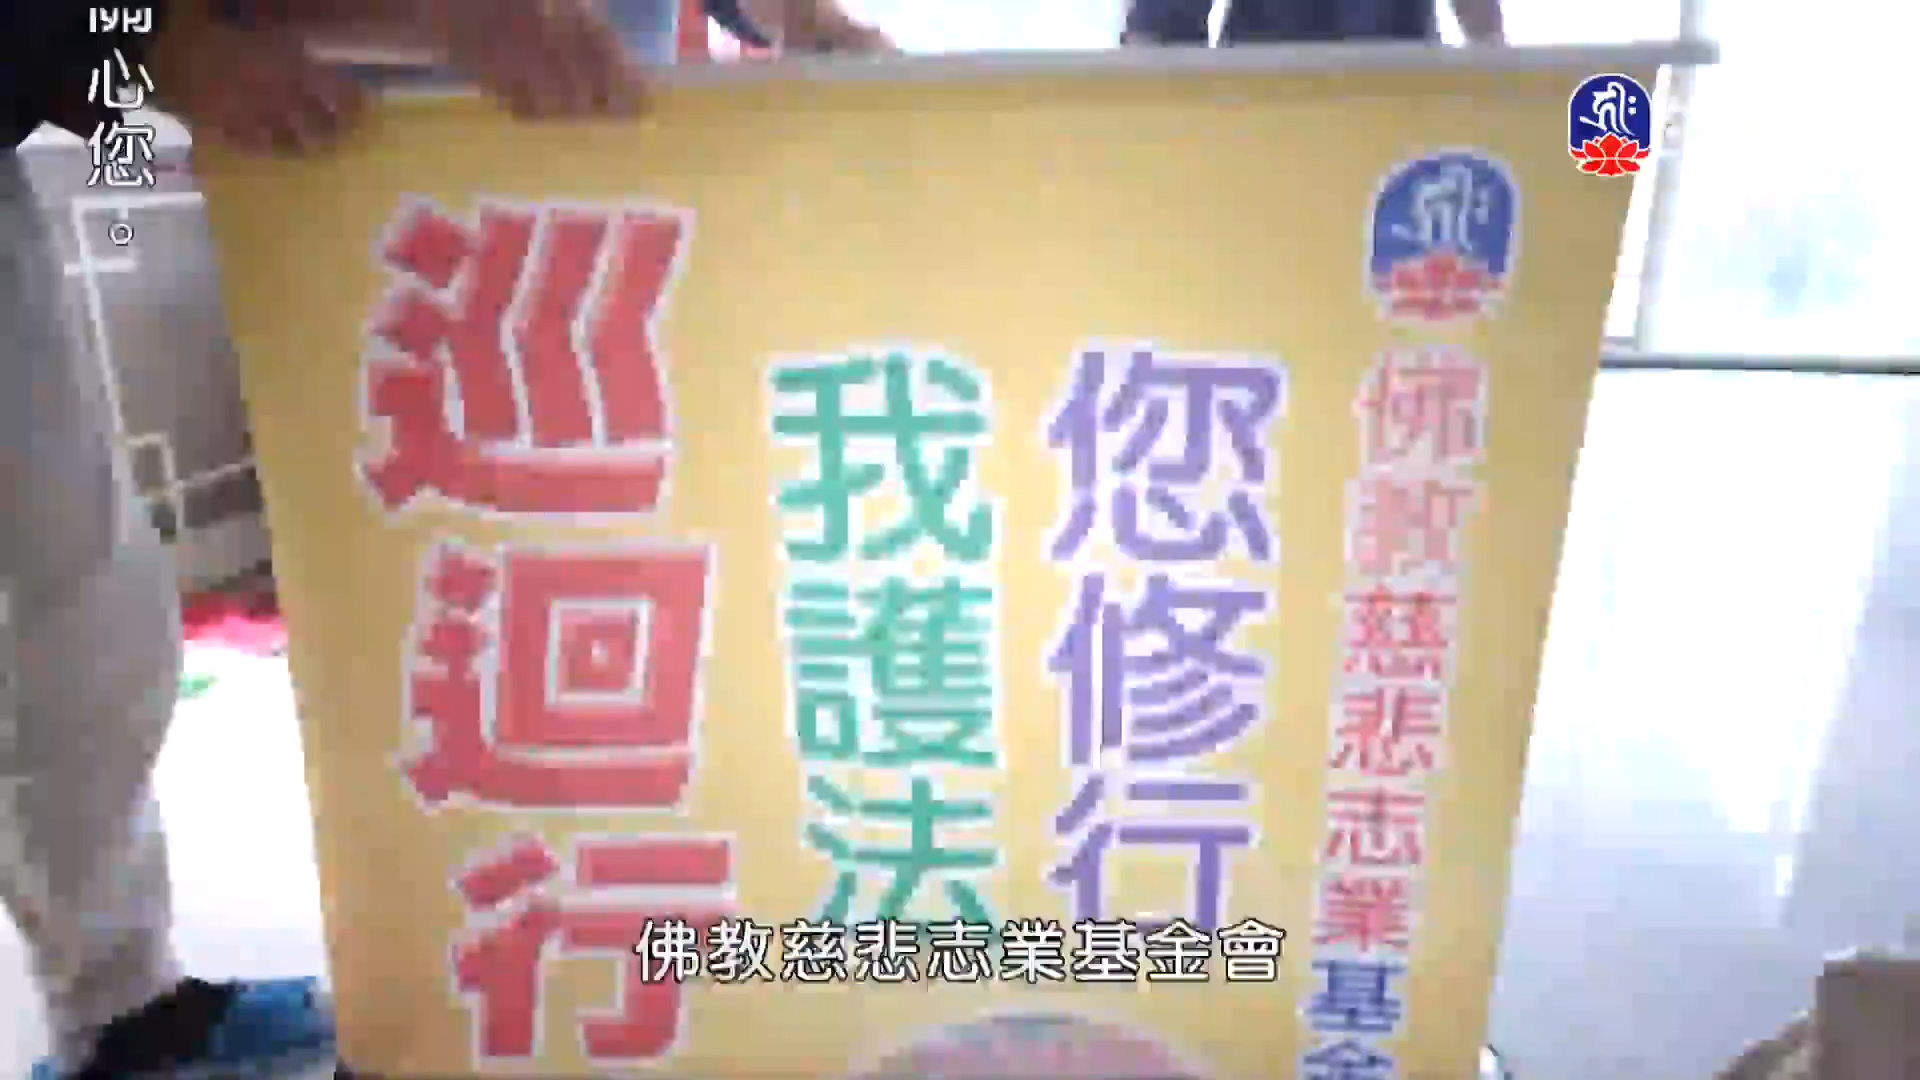 心您。
佛教慈悲志業基金
您修行
我護法
巡迴行
佛教慈悲志業基金會